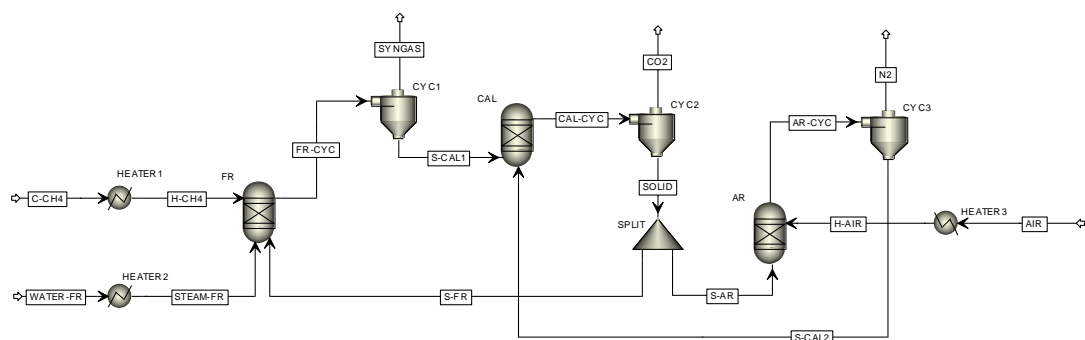 SYNGAS
CO2
N2
CYC1
CAL
CAL-CYC
CYC2
AR-CYC
CYC3
FR-CYC
S-CAL1
SOLID
C-CH4
HEATER1
H-CH4
FR
SPLIT
AR
H-AIR
HEATER3
AIR
WATER-FR
HEATER2
STEAM-FR
S-FR
S-AR
S-CAL2